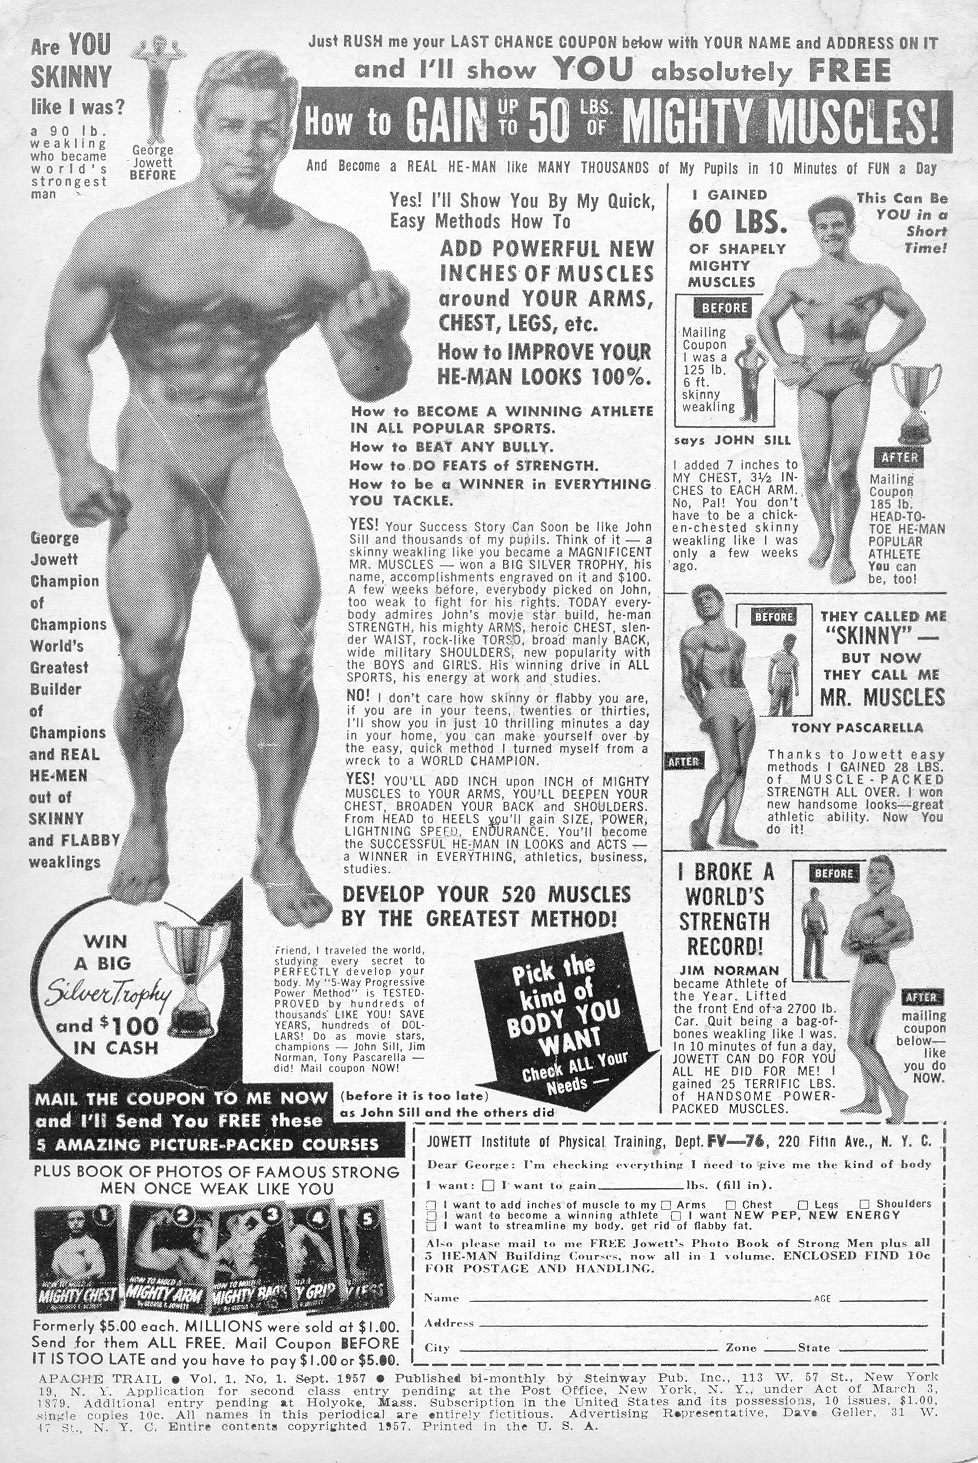 Are YOU
SKINNY
like I was?
a 90 lb.
weakling
who became
world's
strongest
man
George
Jowett
BEFORE
Just RUSH me your LAST CHANCE COUPON below with YOUR NAME and ADDRESS ON IT
and I'll show YOU absolutely FREE
How to GAIN UP TO 50 LBS. OF MIGHTY MUSCLES!
And Become a REAL HE-MAN like MANY THOUSANDS of My Pupils in 10 Minutes of FUN a Day
Yes! I'll Show You By My Quick,
Easy Methods How To
ADD POWERFUL NEW
INCHES OF MUSCLES
around YOUR ARMS,
CHEST, LEGS, etc.
How to IMPROVE YOUR
HE-MAN LOOKS 100%.
How to BECOME A WINNING ATHLETE
IN ALL POPULAR SPORTS.
How to BEAT ANY BULLY.
How to DO FEATS of STRENGTH.
How to be a WINNER in EVERYTHING
YOU TACKLE.
YES! Your Success Story Can Soon be like John
Sill and thousands of my pupils. Think of it — a
skinny weakling like you became a MAGNIFICENT
MR. MUSCLES — won a BIG SILVER TROPHY, his
name, accomplishments engraved on it and $100.
A few weeks before, everybody picked on John,
too weak to fight for his rights. TODAY every-
body admires John's movie star build, he-man
STRENGTH, his mighty ARMS, heroic CHEST, slen-
der WAIST, rock-like TORSO, broad manly BACK,
wide military SHOULDERS, new popularity with
the BOYS and GIRLS. His winning drive in ALL
SPORTS, his energy at work and studies.
NO! I don't care how skinny or flabby you are,
if you are in your teens, twenties or thirties,
I'll show you in just 10 thrilling minutes a day
in your home, you can make yourself over by
the easy, quick method I turned myself from a
wreck to a WORLD CHAMPION.
YES! YOU'LL ADD INCH upon INCH of MIGHTY
MUSCLES to YOUR ARMS, YOU'LL DEEPEN YOUR
CHEST, BROADEN YOUR BACK and SHOULDERS.
From HEAD to HEELS you'll gain SIZE, POWER,
LIGHTNING SPEED, ENDURANCE. You'll become
the SUCCESSFUL HE-MAN IN LOOKS and ACTS —
a WINNER in EVERYTHING, athletics, business,
studies.
DEVELOP YOUR 520 MUSCLES
BY THE GREATEST METHOD!
George
Jowett
Champion
of
Champions
World's
Greatest
Builder
of
Champions
and REAL
HE-MEN
out of
SKINNY
and FLABBY
weaklings
I GAINED
60 LBS.
OF SHAPELY
MIGHTY
MUSCLES
This Can Be
YOU in a
Short
Time!
BEFORE
Mailing
Coupon
I was a
125 lb.
6 ft.
skinny
weakling
says JOHN SILL
I added 7 inches to
MY CHEST, 3½ IN-
CHES to EACH ARM.
No, Pal! You don't
have to be a chick-
en-chested skinny
weakling like I was
only a few weeks
ago.
AFTER
Mailing
Coupon
185 lb.
HEAD-TO-
TOE HE-MAN
POPULAR
ATHLETE
You can
be, too!
BEFORE
THEY CALLED ME
"SKINNY" —
BUT NOW
THEY CALL ME
MR. MUSCLES
TONY PASCARELLA
AFTER
Thanks to Jowett easy
methods I GAINED 28 LBS.
of MUSCLE-PACKED
STRENGTH ALL OVER. I won
new handsome looks—great
athletic ability. Now You
do it!
I BROKE A
WORLD'S
STRENGTH
RECORD!
BEFORE
JIM NORMAN
became Athlete of
the Year. Lifted
the front End of a 2700 lb.
Car. Quit being a bag-of-
bones weakling like I was.
In 10 minutes of fun a day,
JOWETT CAN DO FOR YOU
ALL HE DID FOR ME! I
gained 25 TERRIFIC LBS.
of HANDSOME POWER-
PACKED MUSCLES.
AFTER
mailing
coupon
below—
like
you do
NOW.
WIN
A BIG
Silver Trophy
and $100
IN CASH
Friend, I traveled the world,
studying every secret to
PERFECTLY develop your
body. My "5-Way Progressive
Power Method" is TESTED-
PROVED by hundreds of
thousands LIKE YOU! SAVE
YEARS, hundreds of DOL-
LARS! Do as movie stars,
champions — John Sill, Jim
Norman, Tony Pascarella —
did! Mail coupon NOW!
Pick the
kind of
BODY YOU
WANT
Check ALL Your
Needs —
MAIL THE COUPON TO ME NOW
and I'll Send You FREE these
5 AMAZING PICTURE-PACKED COURSES
(before it is too late)
as John Sill and the others did
PLUS BOOK OF PHOTOS OF FAMOUS STRONG
MEN ONCE WEAK LIKE YOU
1
2
3
4
5
HOW TO MOLD A
MIGHTY CHEST
HOW TO MOLD A
MIGHTY ARM
By GEORGE F. JOWETT
HOW TO MOLD A
MIGHTY BACK
MOLD A
Y GRIP
Y LEGS
Formerly $5.00 each. MILLIONS were sold at $1.00.
Send for them ALL FREE. Mail Coupon BEFORE
IT IS TOO LATE and you have to pay $1.00 or $5.00.
JOWETT Institute of Physical Training, Dept. FV—76, 220 Fifth Ave., N. Y. C.
Dear George: I'm checking everything I need to give me the kind of body
I want: □ I want to gain lbs. (fill in).
□ I want to add inches of muscle to my □ Arms □ Chest □ Legs □ Shoulders
□ I want to become a winning athlete □ I want NEW PEP, NEW ENERGY
□ I want to streamline my body, get rid of flabby fat.
Also please mail to me FREE Jowett's Photo Book of Strong Men plus all
5 HE-MAN Building Courses, now all in 1 volume. ENCLOSED FIND 10c
FOR POSTAGE AND HANDLING.
Name AGE
Address
City Zone State
APACHE TRAIL ● Vol. 1, No. 1. Sept. 1957 ● Published bi-monthly by Steinway Pub. Inc., 113 W. 57 St., New York
19, N. Y. Application for second class entry pending at the Post Office, New York, N. Y., under Act of March 3,
1879. Additional entry pending at Holyoke, Mass. Subscription in the United States and its possessions, 10 issues, $1.00,
single copies 10c. All names in this periodical are entirely fictitious. Advertising Representative, Dave Geller, 31 W.
47 St., N. Y. C. Entire contents copyrighted 1957. Printed in the U. S. A.